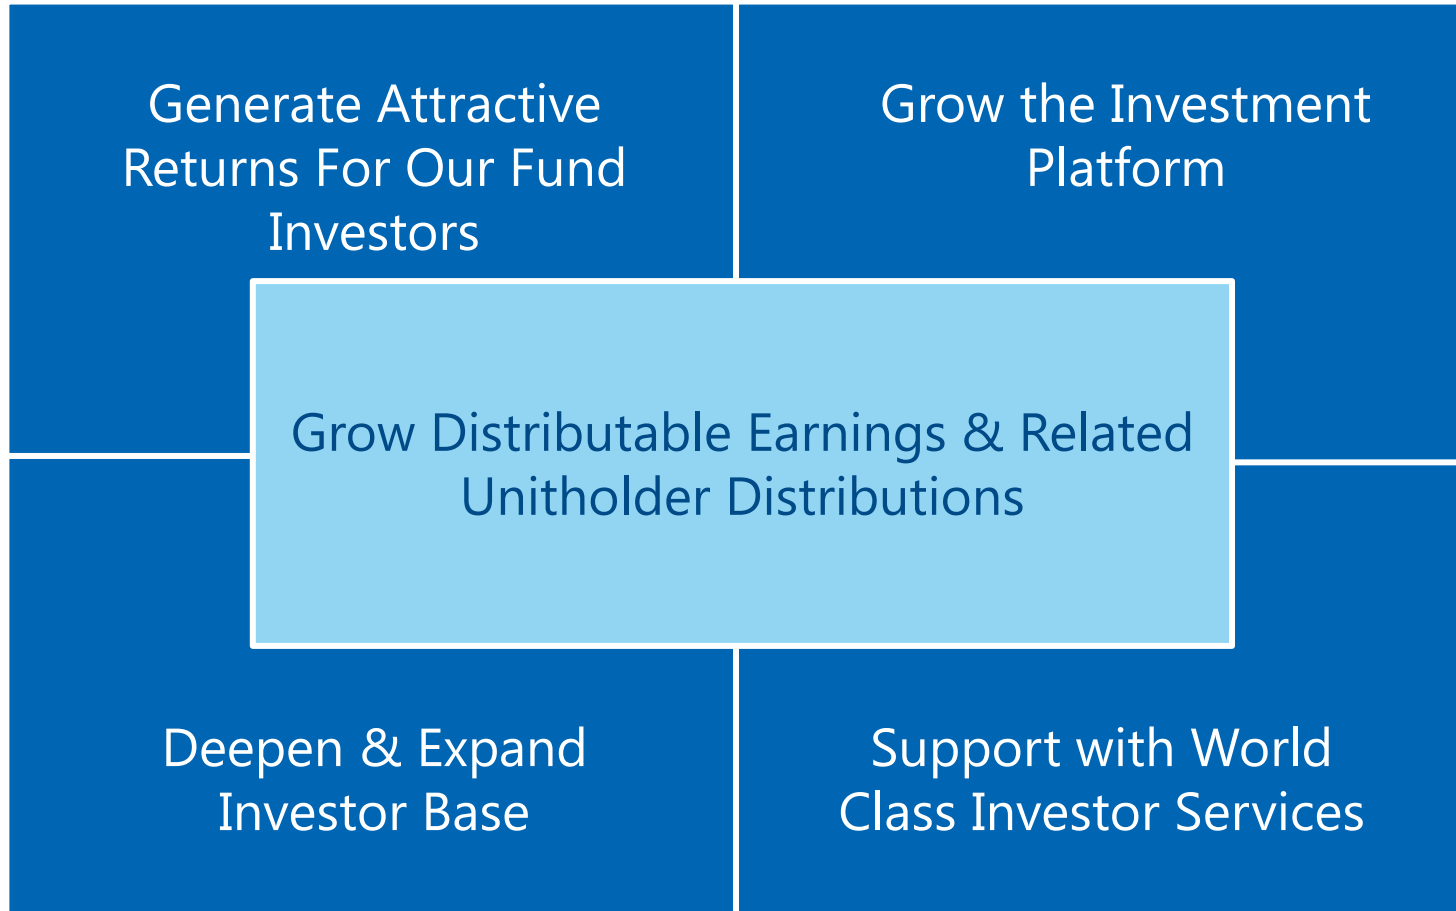 Generate Attractive
Returns For Our Fund
Investors
Grow the Investment
Platform
Grow Distributable Earnings & Related
Unitholder Distributions
Deepen & Expand
Investor Base
Support with World
Class Investor Services